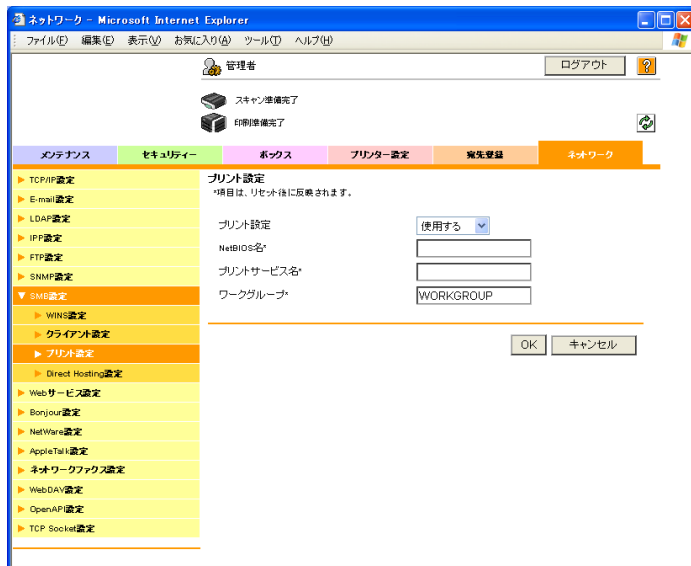 ネットワーク - Microsoft Internet Explorer
ファイル(F) 編集(E) 表示(V) お気に入り(A) ツール(T) ヘルプ(H)
管理者 ログアウト ?
スキャン準備完了
印刷準備完了
メンテナンス セキュリティー ボックス プリンター設定 宛先登録 ネットワーク
TCP/IP設定
E-mail設定
LDAP設定
IPP設定
FTP設定
SNMP設定
SMB設定
WINS設定
クライアント設定
プリント設定
Direct Hosting設定
Webサービス設定
Bonjour設定
NetWare設定
AppleTalk設定
ネットワークファクス設定
WebDAV設定
OpenAPI設定
TCP Socket設定
プリント設定
*項目は、リセット後に反映されます。
プリント設定 使用する
NetBIOS名*
プリントサービス名*
ワークグループ* WORKGROUP
OK キャンセル